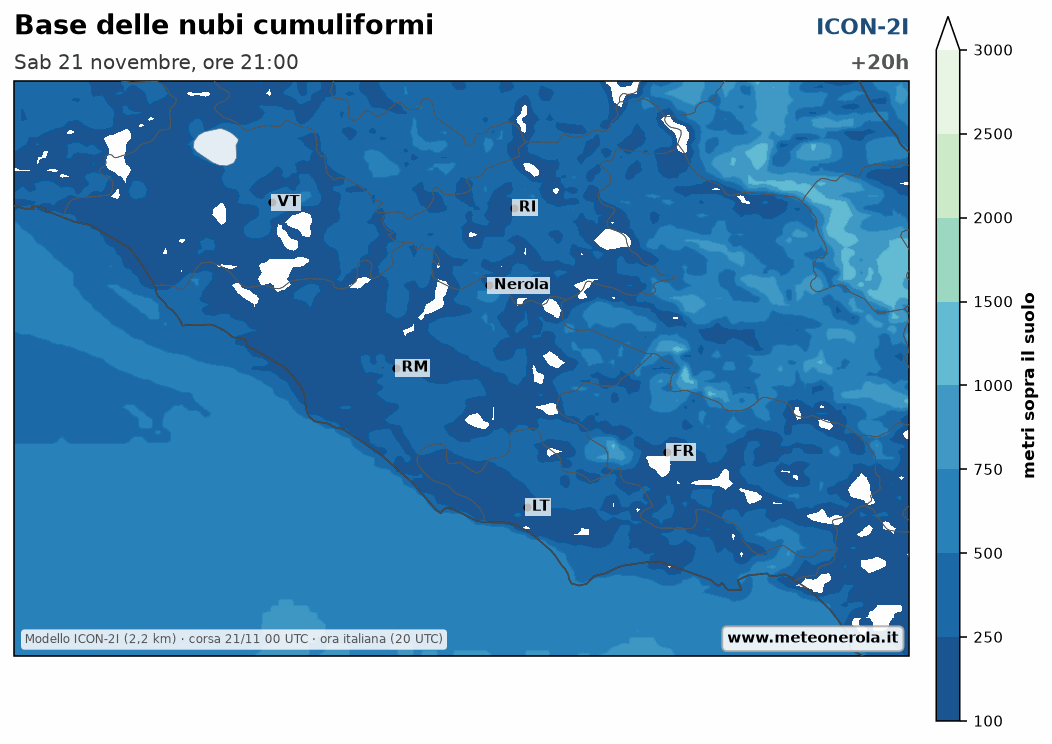 Base delle nubi cumuliformi
ICON-2I
Sab 21 novembre, ore 21:00
+20h
3000
2500
2000
1500
1000
750
500
250
100
metri sopra il suolo
VT
RI
Nerola
RM
FR
LT
Modello ICON-2I (2,2 km) · corsa 21/11 00 UTC · ora italiana (20 UTC)
www.meteonerola.it